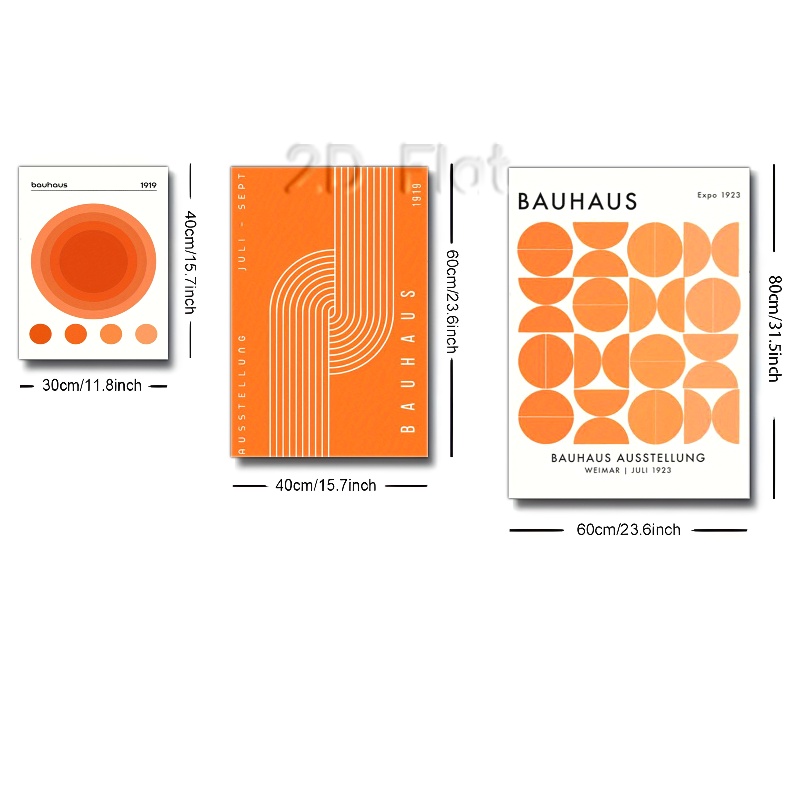 2D Flat
bauhaus
1919
40cm/15.7inch
30cm/11.8inch
AUSSTELLUNG JULI - SEPT
1919
BAUHAUS
60cm/23.6inch
40cm/15.7inch
BAUHAUS
Expo 1923
BAUHAUS AUSSTELLUNG
WEIMAR | JULI 1923
80cm/31.5inch
60cm/23.6inch